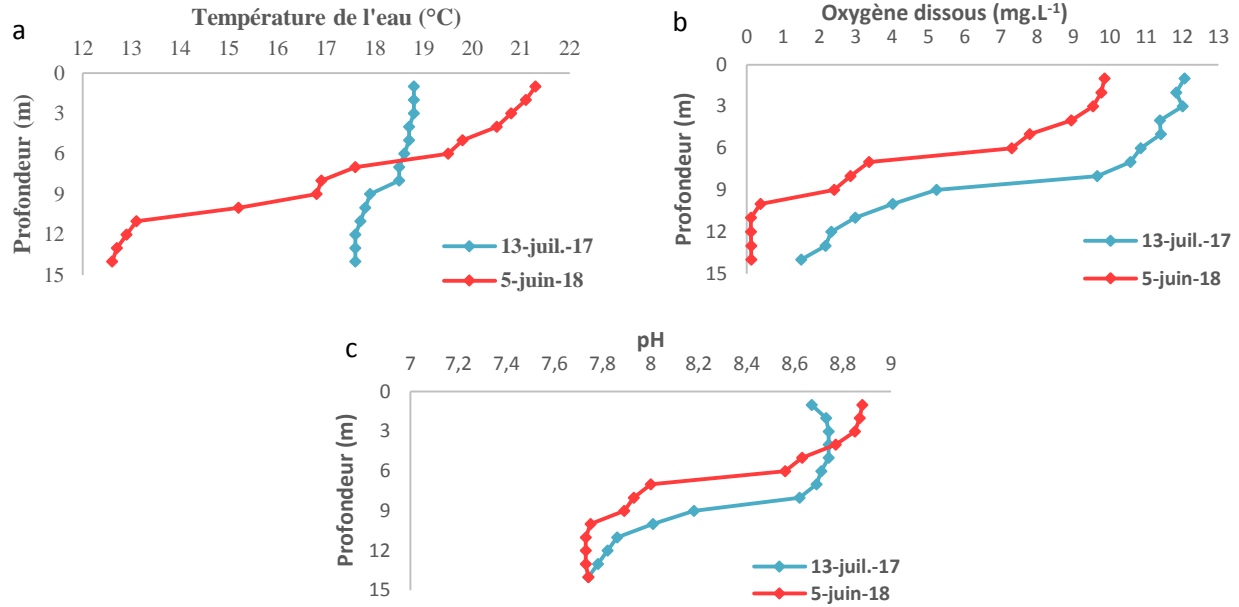 a
Température de l'eau (°C)
12 13 14 15 16 17 18 19 20 21 22
0
3
6
9
12
15
Profondeur (m)
13-juil.-17
5-juin-18
b
Oxygène dissous (mg.L-1)
0 1 2 3 4 5 6 7 8 9 10 11 12 13
0
3
6
9
12
15
Profondeur (m)
13-juil.-17
5-juin-18
c
pH
7 7,2 7,4 7,6 7,8 8 8,2 8,4 8,6 8,8 9
0
3
6
9
12
15
Profondeur (m)
13-juil.-17
5-juin-18